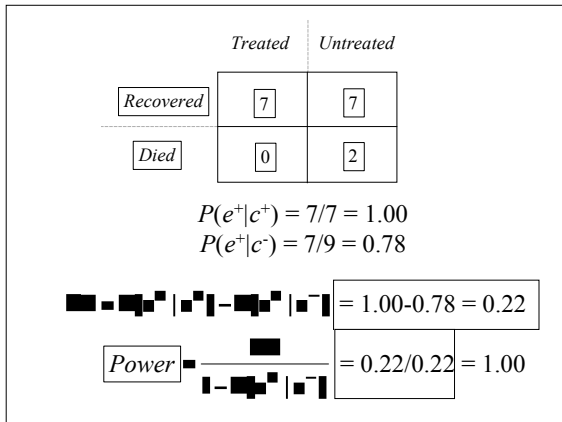 Treated Untreated
Recovered 7 7
Died 0 2
P(e⁺|c⁺) = 7/7 = 1.00
P(e⁺|c⁻) = 7/9 = 0.78
= 1.00-0.78 = 0.22
Power = 0.22/0.22 = 1.00